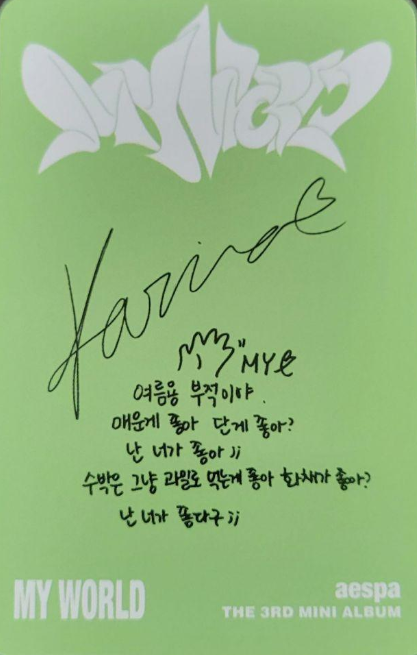 MY WORLD
Karina
"MY
여름용 부적이야.
매운게 좋아 단게 좋아?
난 너가 좋아 ;;
수박은 그냥 과일로 먹는게 좋아 화채가 좋아?
난 너가 좋다구 ;;
MY WORLD
aespa
THE 3RD MINI ALBUM